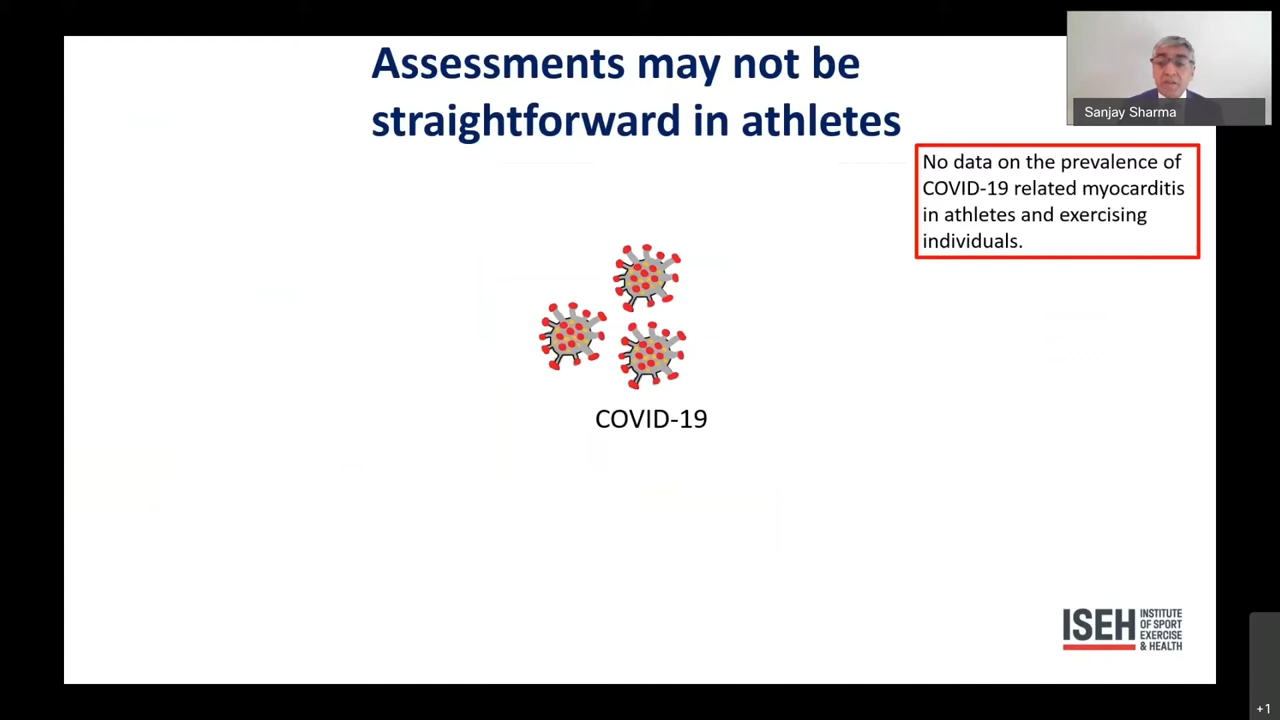 Assessments may not be
straightforward in athletes
Sanjay Sharma
No data on the prevalence of
COVID-19 related myocarditis
in athletes and exercising
individuals.
COVID-19
ISEH
INSTITUTE
OF SPORT
EXERCISE
& HEALTH
+1